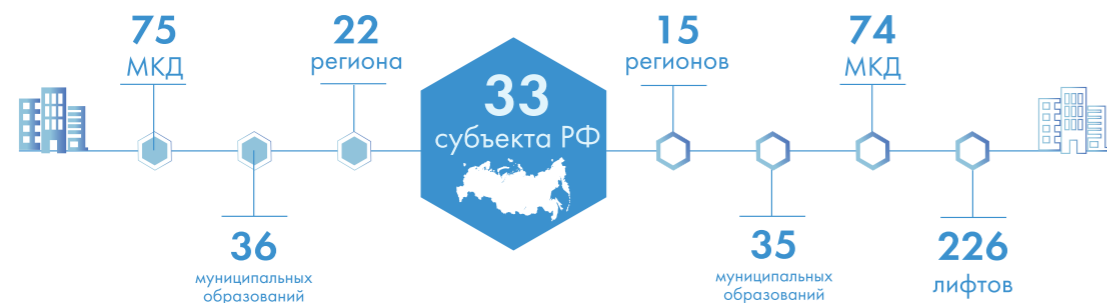 75
МКД
36
муниципальных
образований
22
региона
33
субъекта РФ
15
регионов
35
муниципальных
образований
74
МКД
226
лифтов